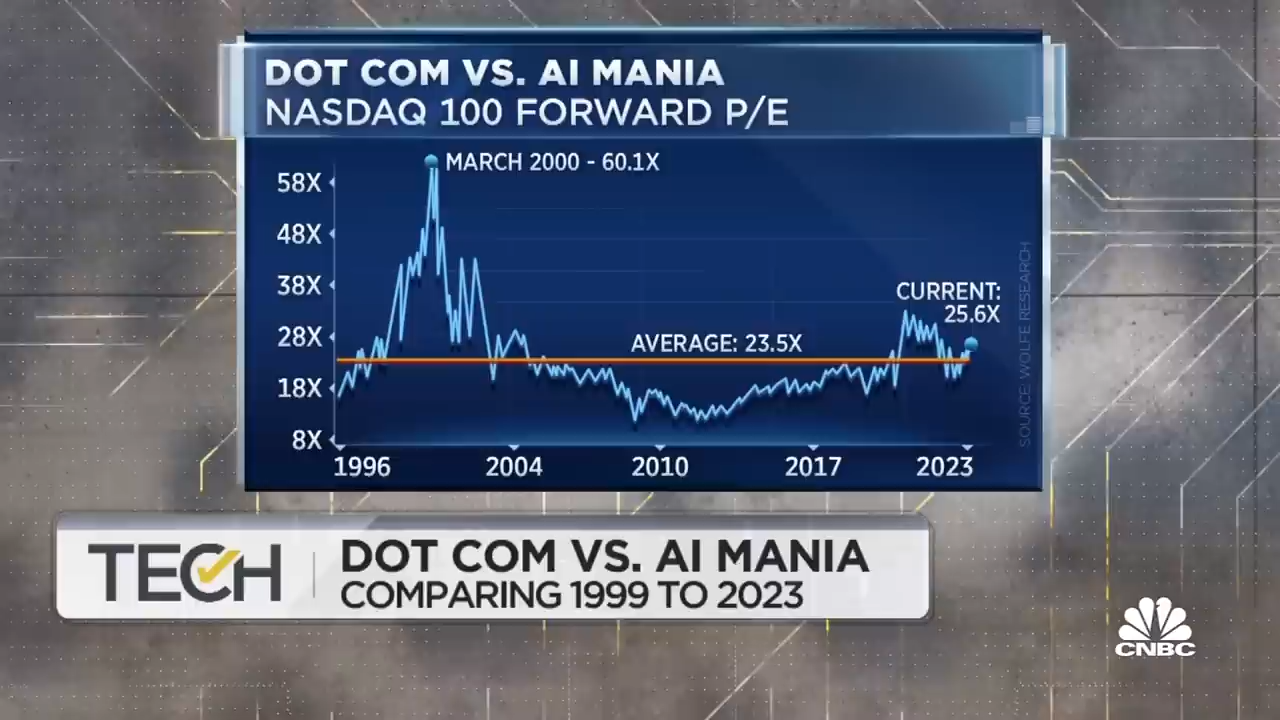 DOT COM VS. AI MANIA
NASDAQ 100 FORWARD P/E
MARCH 2000 - 60.1X
58X
48X
38X
28X
18X
8X
CURRENT:
25.6X
AVERAGE: 23.5X
1996
2004
2010
2017
2023
SOURCE: WOLFE RESEARCH
TECH
DOT COM VS. AI MANIA
COMPARING 1999 TO 2023
CNBC